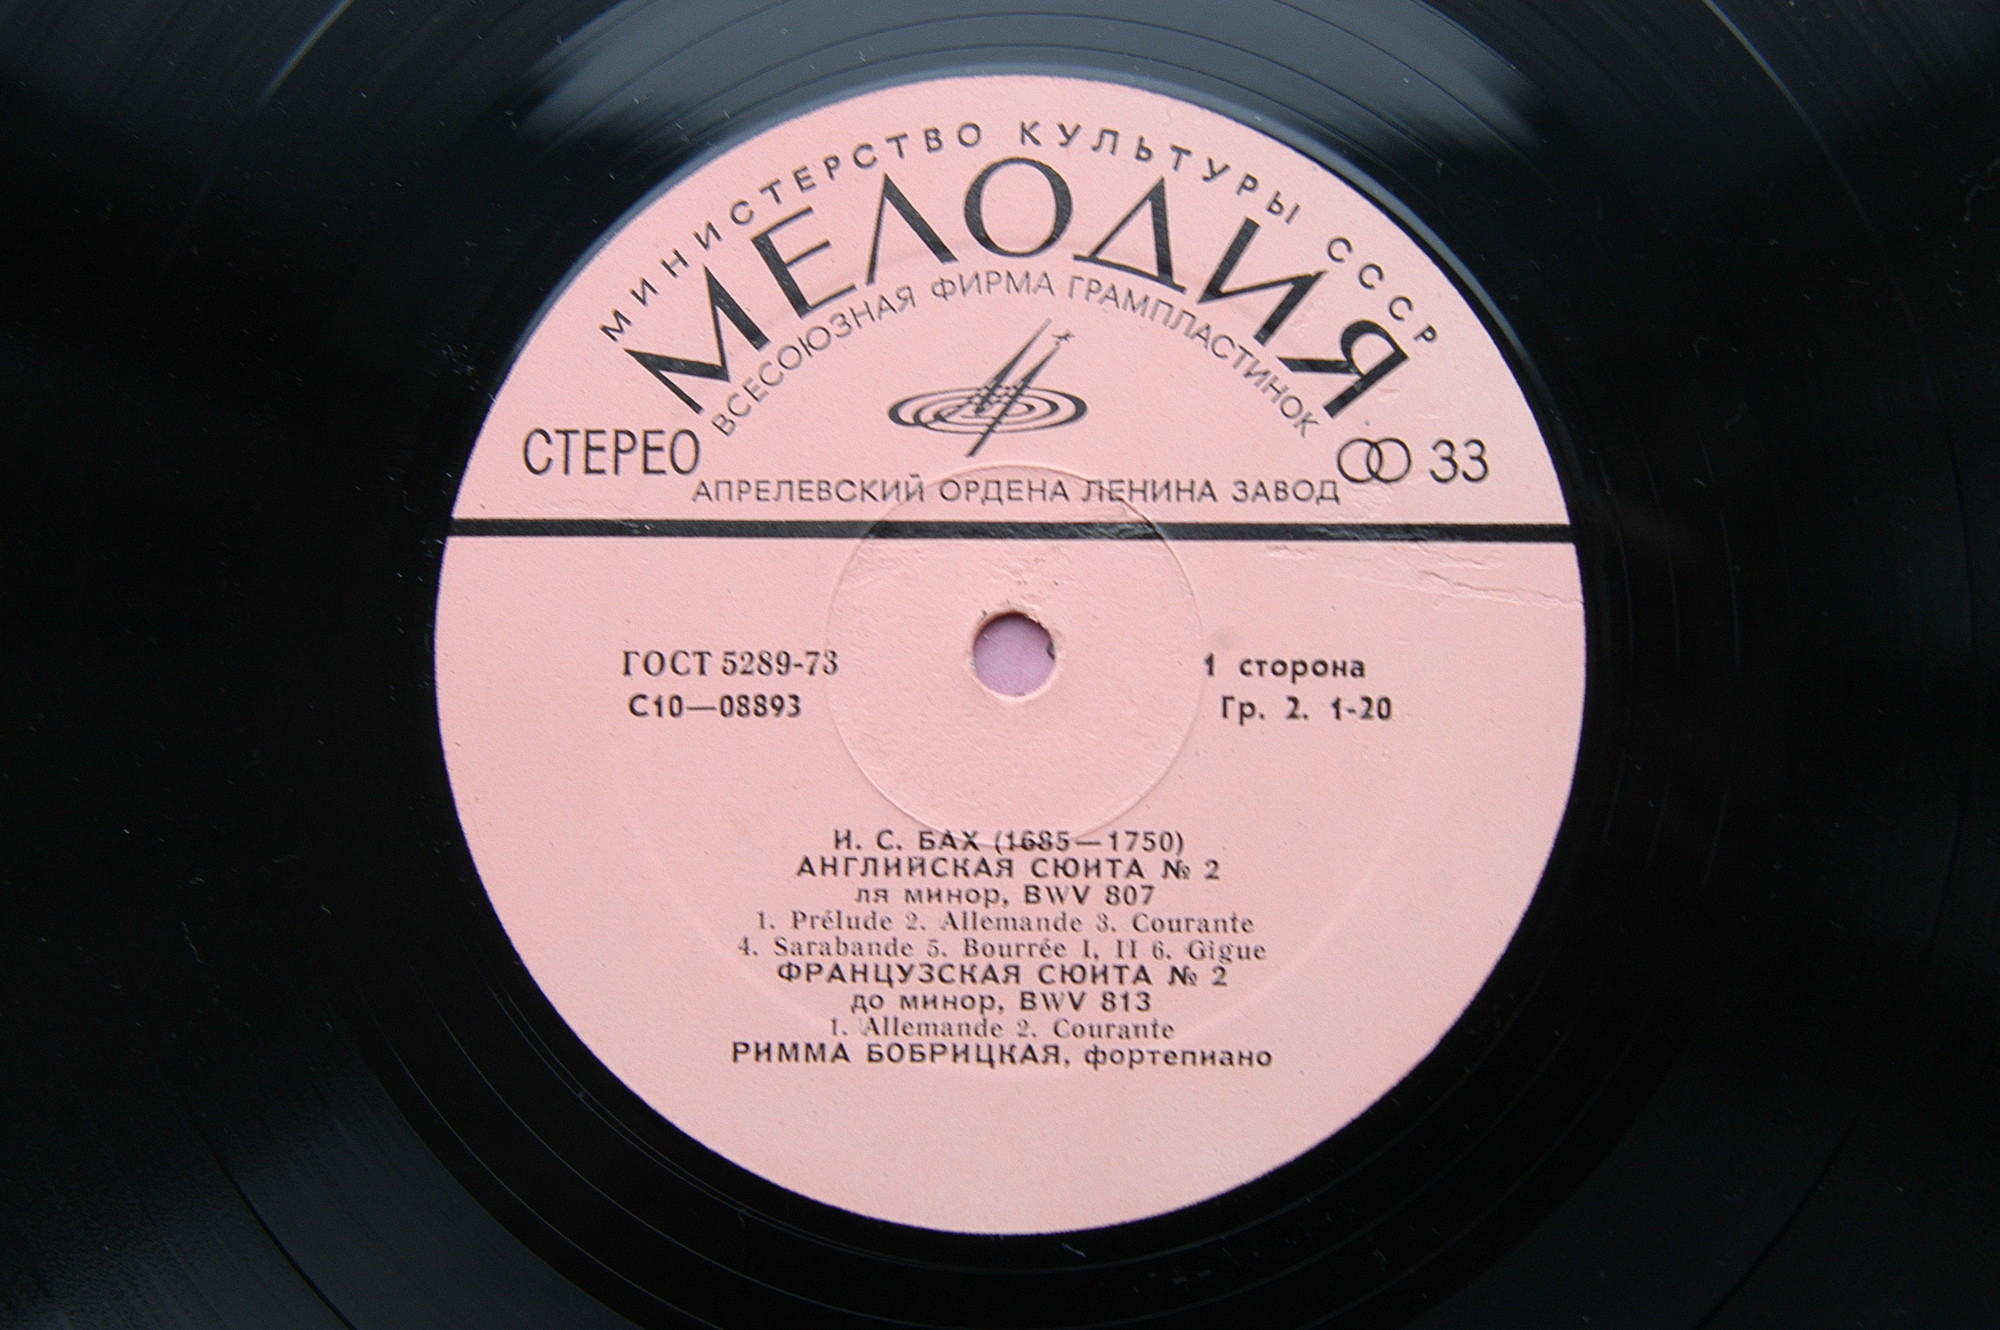 МИНИСТЕРСТВО КУЛЬТУРЫ СССР
МЕЛОДИЯ
ВСЕСОЮЗНАЯ ФИРМА ГРАМПЛАСТИНОК
СТЕРЕО
33
АПРЕЛЕВСКИЙ ОРДЕНА ЛЕНИНА ЗАВОД
ГОСТ 5289-73
С10—08893
1 сторона
Гр. 2. 1-20
И. С. БАХ (1685—1750)
АНГЛИЙСКАЯ СЮИТА № 2
ля минор, BWV 807
1. Prélude 2. Allemande 3. Courante
4. Sarabande 5. Bourrée I, II 6. Gigue
ФРАНЦУЗСКАЯ СЮИТА № 2
до минор, BWV 813
1. Allemande 2. Courante
РИММА БОБРИЦКАЯ, фортепиано